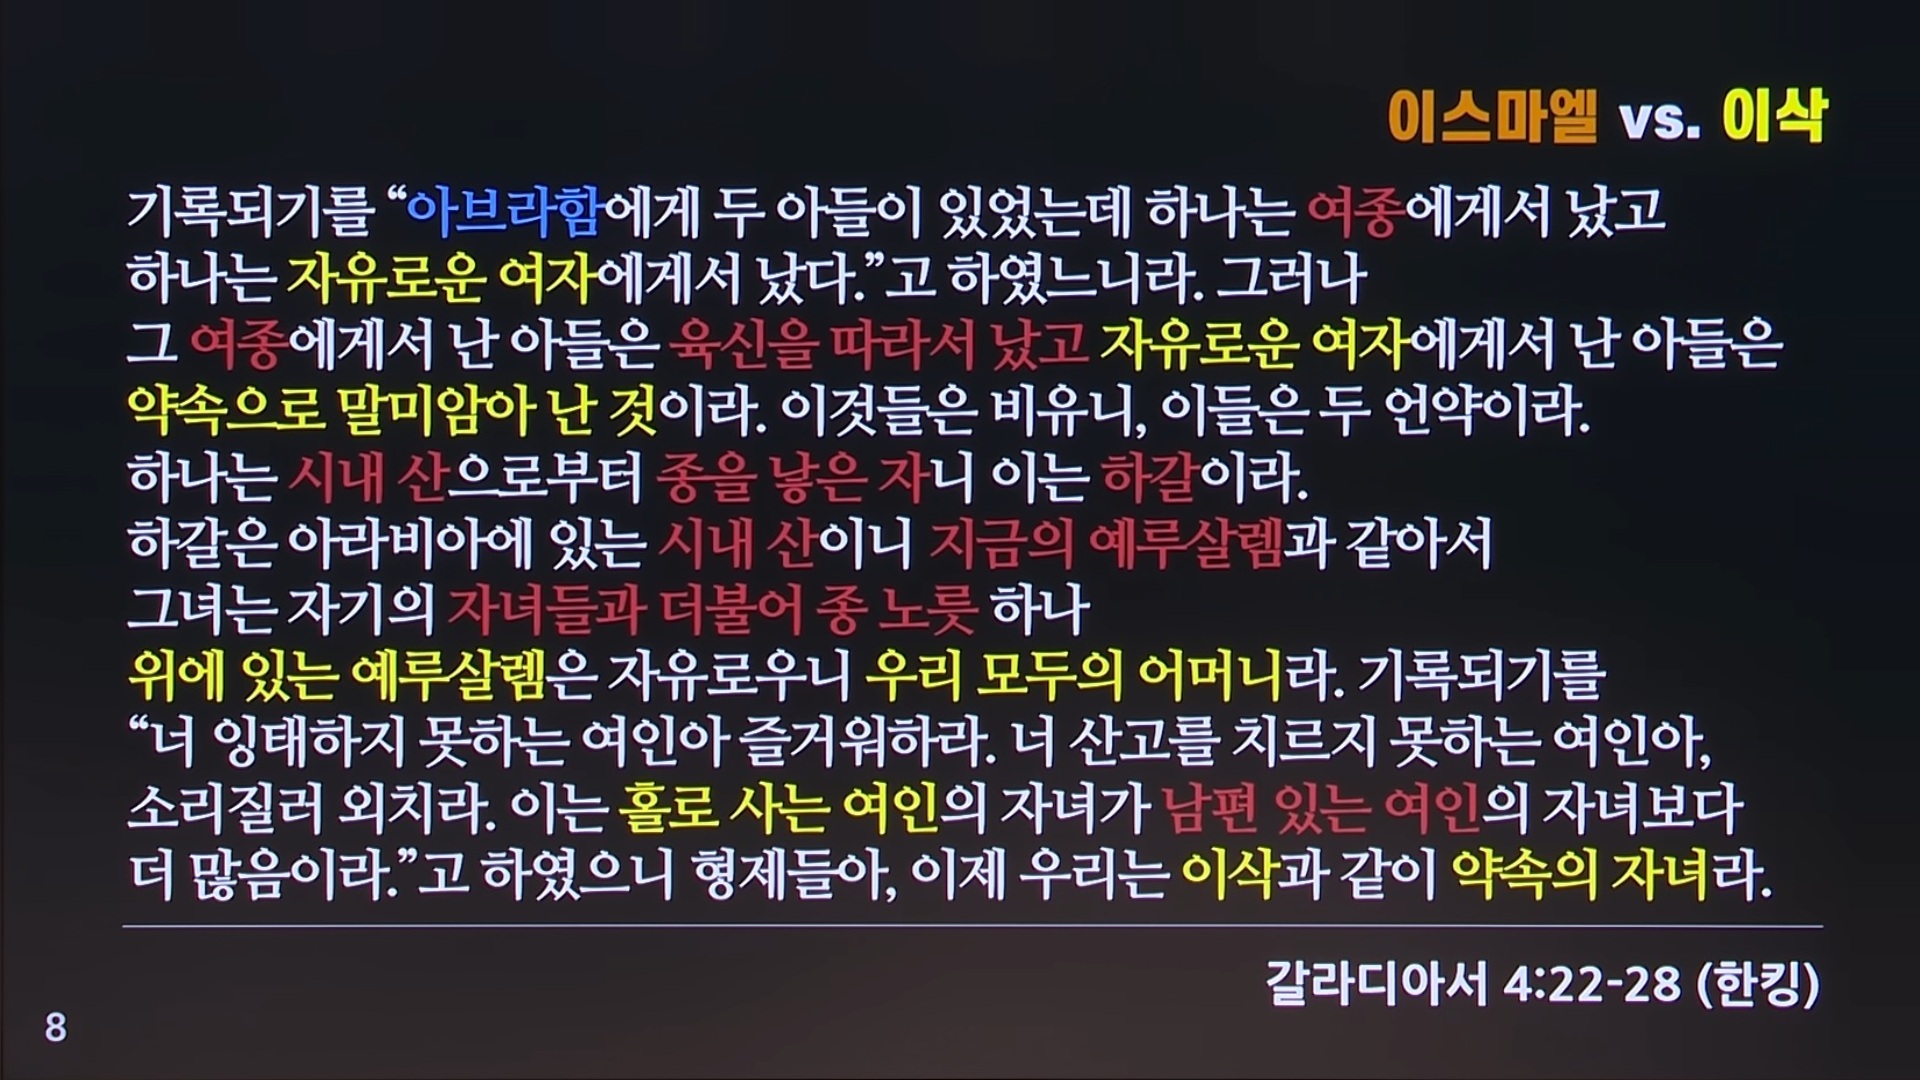 이스마엘 vs. 이삭
기록되기를 “아브라함에게 두 아들이 있었는데 하나는 여종에게서 났고
하나는 자유로운 여자에게서 났다.”고 하였느니라. 그러나
그 여종에게서 난 아들은 육신을 따라서 났고 자유로운 여자에게서 난 아들은
약속으로 말미암아 난 것이라. 이것들은 비유니, 이들은 두 언약이라.
하나는 시내 산으로부터 종을 낳은 자니 이는 하갈이라.
하갈은 아라비아에 있는 시내 산이니 지금의 예루살렘과 같아서
그녀는 자기의 자녀들과 더불어 종 노릇 하나
위에 있는 예루살렘은 자유로우니 우리 모두의 어머니라. 기록되기를
“너 잉태하지 못하는 여인아 즐거워하라. 너 산고를 치르지 못하는 여인아,
소리질러 외치라. 이는 홀로 사는 여인의 자녀가 남편 있는 여인의 자녀보다
더 많음이라.”고 하였으니 형제들아, 이제 우리는 이삭과 같이 약속의 자녀라.
갈라디아서 4:22-28 (한킹)
8